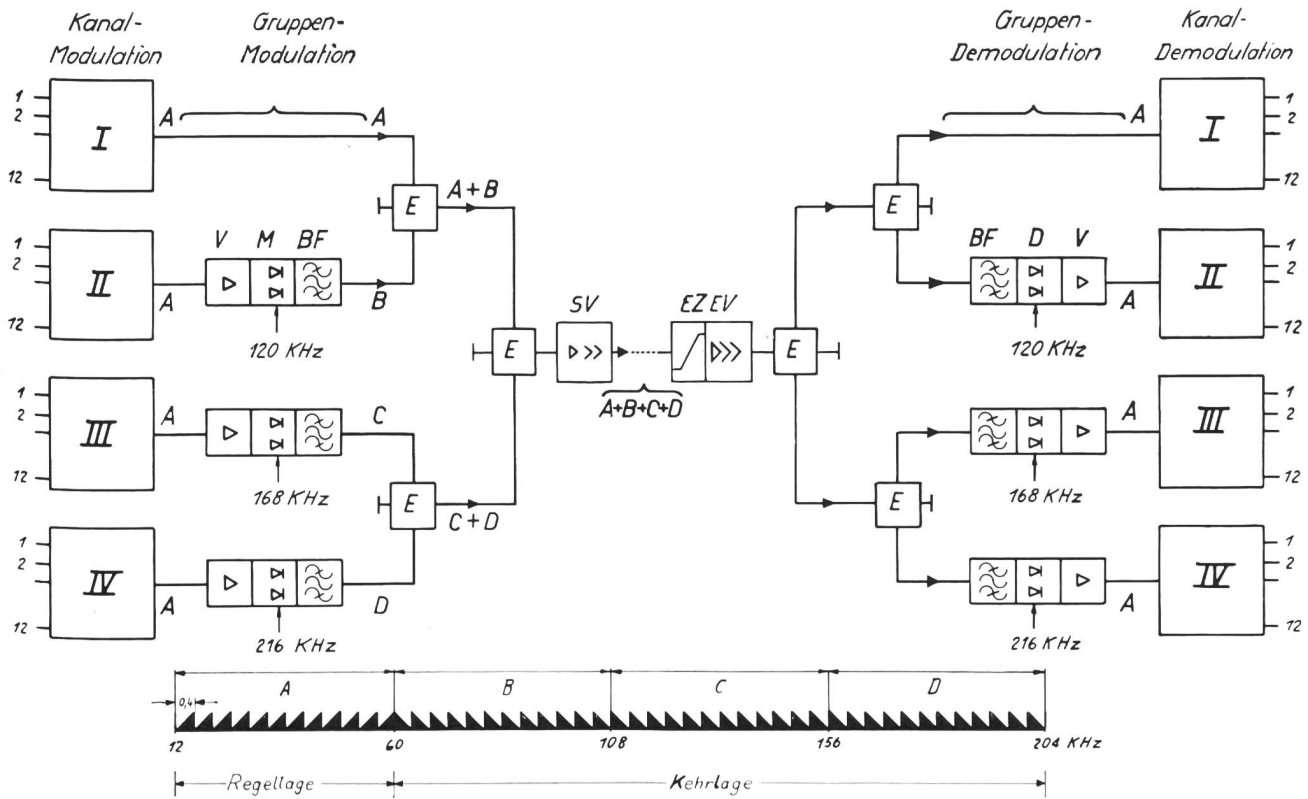 Kanal-
Modulation
Gruppen-
Modulation
Gruppen-
Demodulation
Kanal-
Demodulation
1
2
12
I
A
A
E
A+B
E
A
I
1
2
12
1
2
12
II
A
V M BF
120 KHz
B
BF D V
120 KHz
A
II
1
2
12
E
SV
EZ EV
A+B+C+D
E
1
2
12
III
A
168 KHz
C
168 KHz
A
III
1
2
12
E
C+D
E
1
2
12
IV
A
216 KHz
D
216 KHz
A
IV
1
2
12
A B C D
0,4
12 60 108 156 204 KHz
Regellage Kehrlage